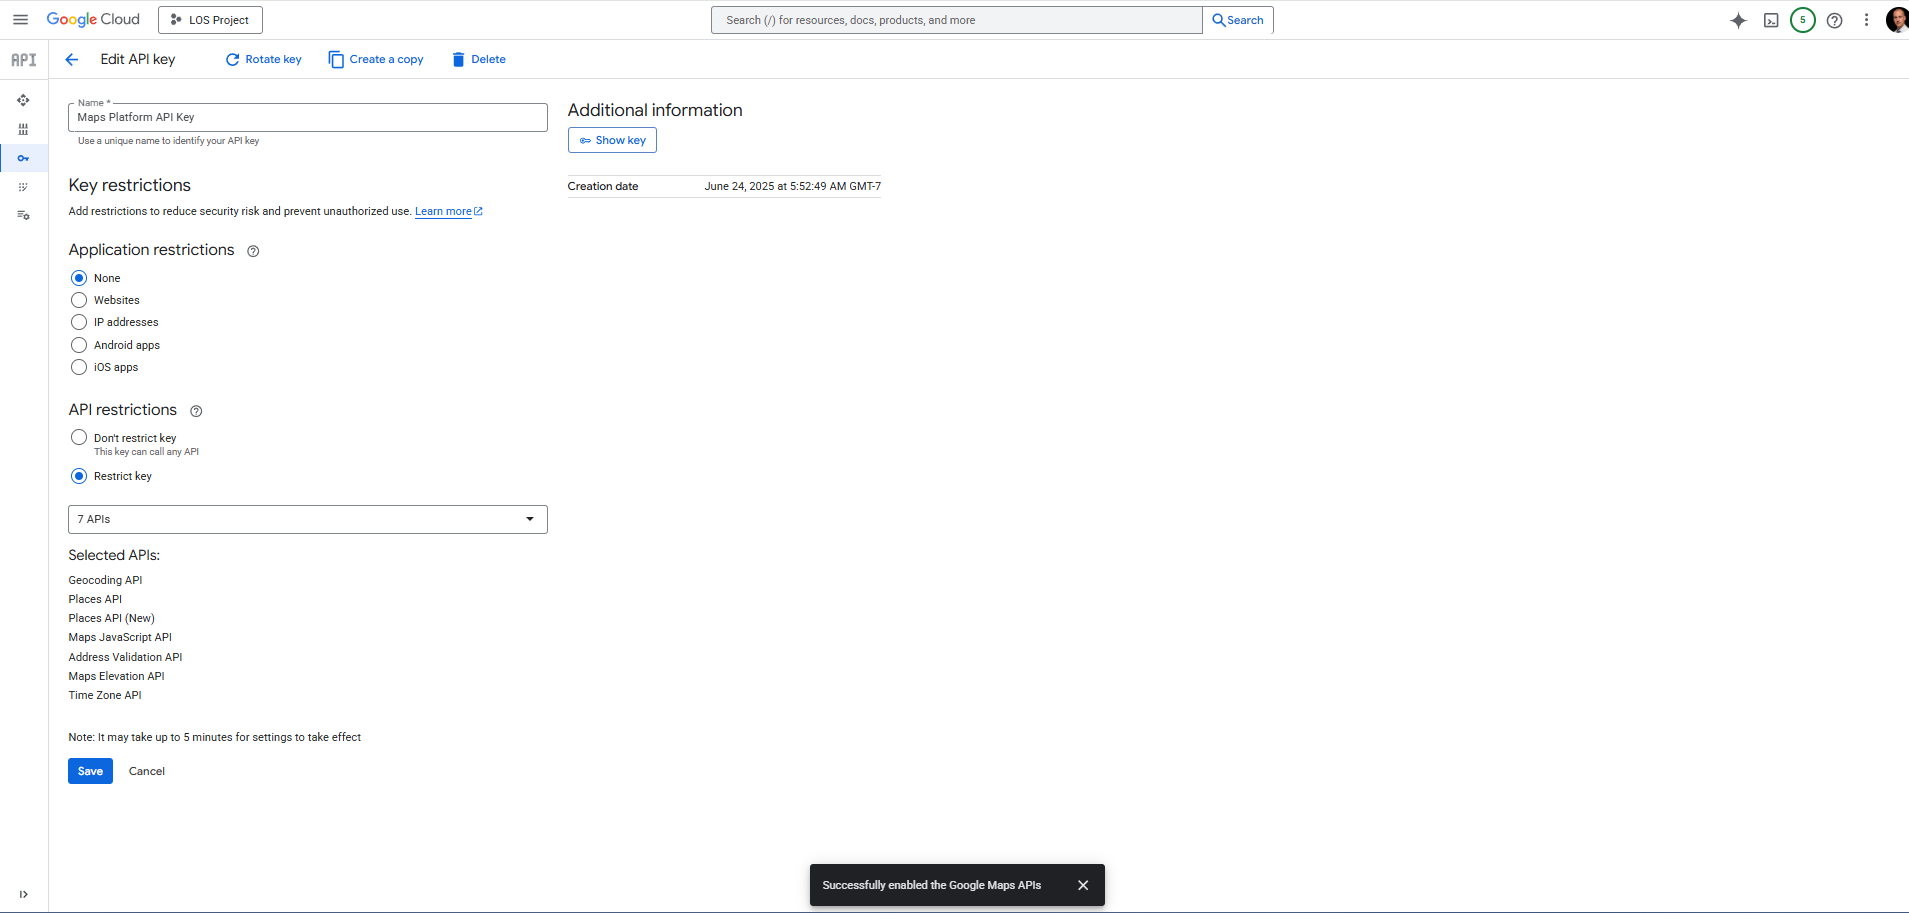 Google Cloud
LOS Project
Search (/) for resources, docs, products, and more
Search
5
API
Edit API key
Rotate key
Create a copy
Delete
Name *
Maps Platform API Key
Use a unique name to identify your API key
Additional information
Show key
Creation date
June 24, 2025 at 5:52:49 AM GMT-7
Key restrictions
Add restrictions to reduce security risk and prevent unauthorized use. Learn more
Application restrictions
None
Websites
IP addresses
Android apps
iOS apps
API restrictions
Don't restrict key
This key can call any API
Restrict key
7 APIs
Selected APIs:
Geocoding API
Places API
Places API (New)
Maps JavaScript API
Address Validation API
Maps Elevation API
Time Zone API
Note: It may take up to 5 minutes for settings to take effect
Save
Cancel
Successfully enabled the Google Maps APIs